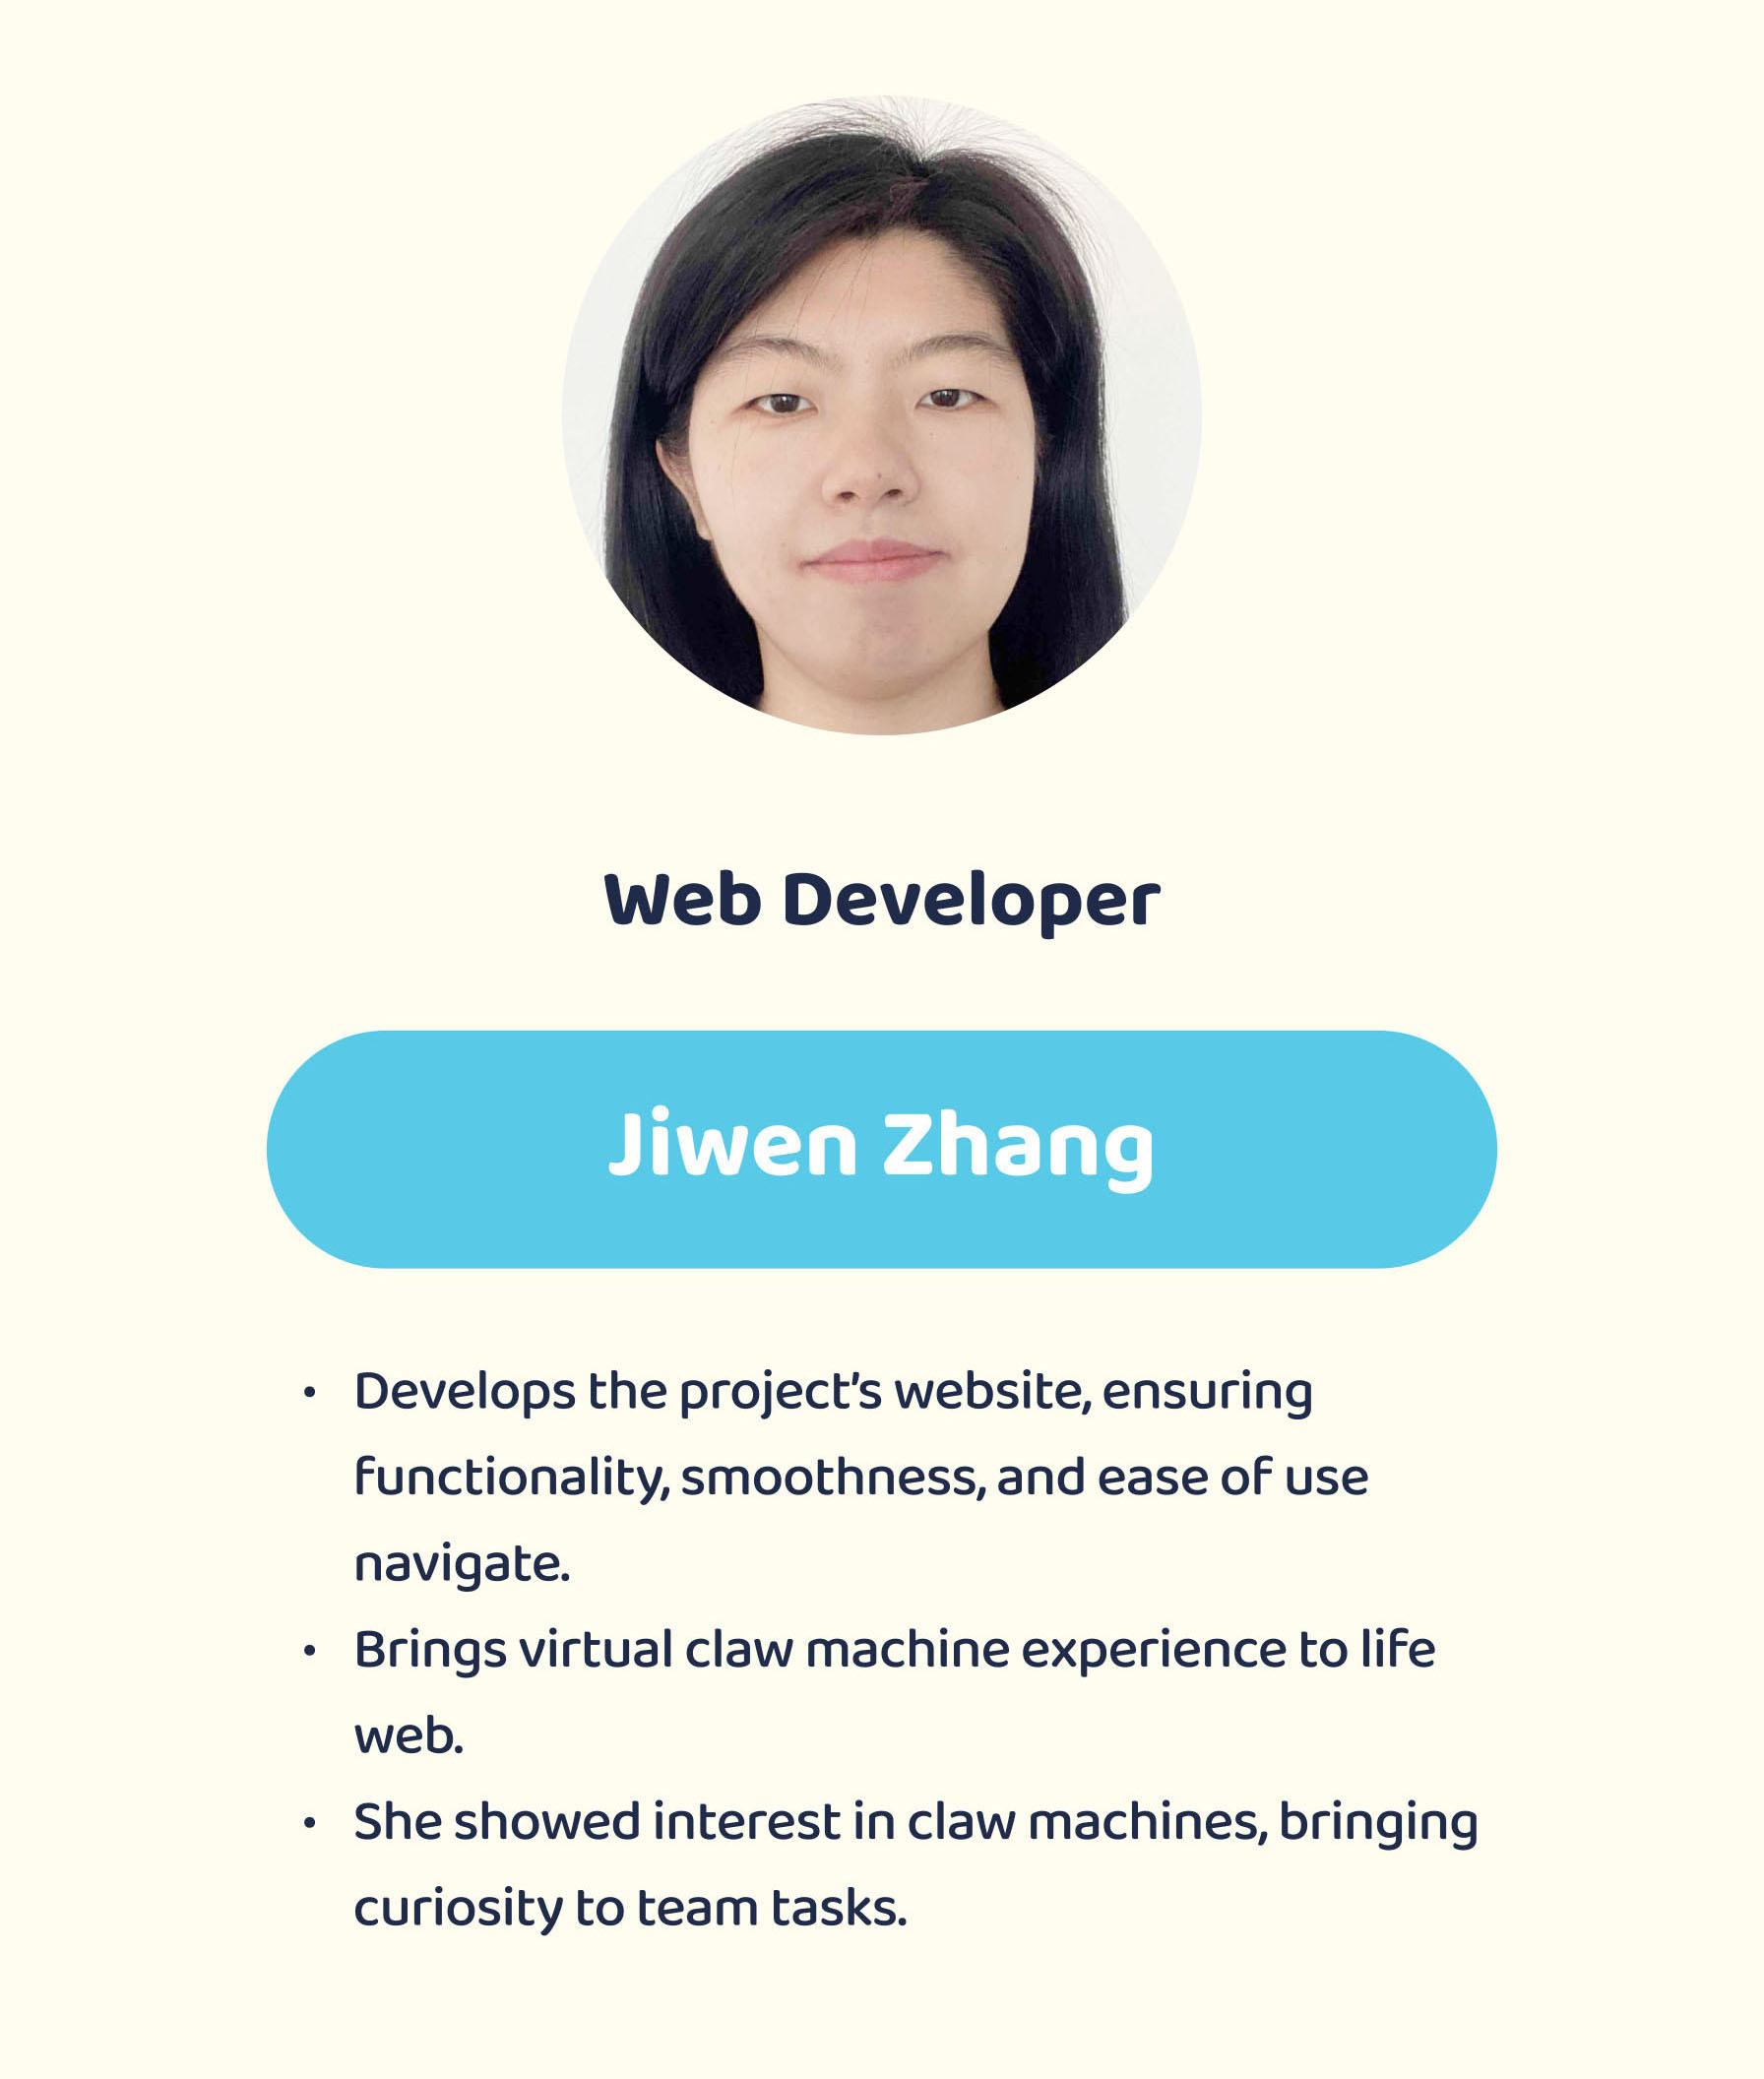 Web Developer
Jiwen Zhang
• Develops the project’s website, ensuring
functionality, smoothness, and ease of use
navigate.
• Brings virtual claw machine experience to life
web.
• She showed interest in claw machines, bringing
curiosity to team tasks.